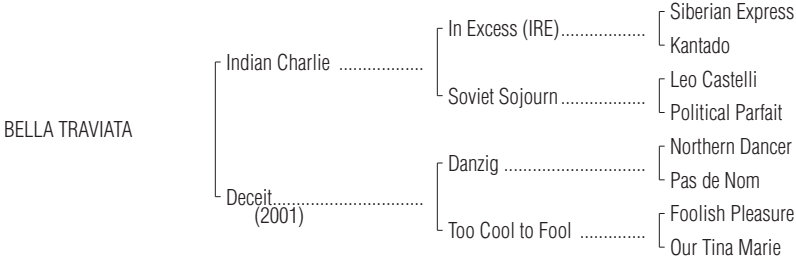 Siberian Express
In Excess (IRE)...................
Kantado
Indian Charlie ..................
Leo Castelli
Soviet Sojourn...................
Political Parfait
BELLA TRAVIATA
Northern Dancer
Danzig ................................
Pas de Nom
Deceit................................
(2001)
Foolish Pleasure
Too Cool to Fool ..............
Our Tina Marie